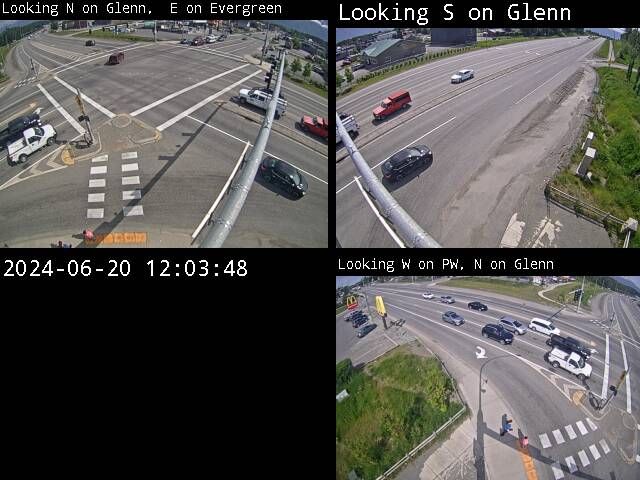 Looking N on Glenn,  E on Evergreen
Looking S on Glenn
2024-06-20 12:03:48
Looking W on PW, N on Glenn